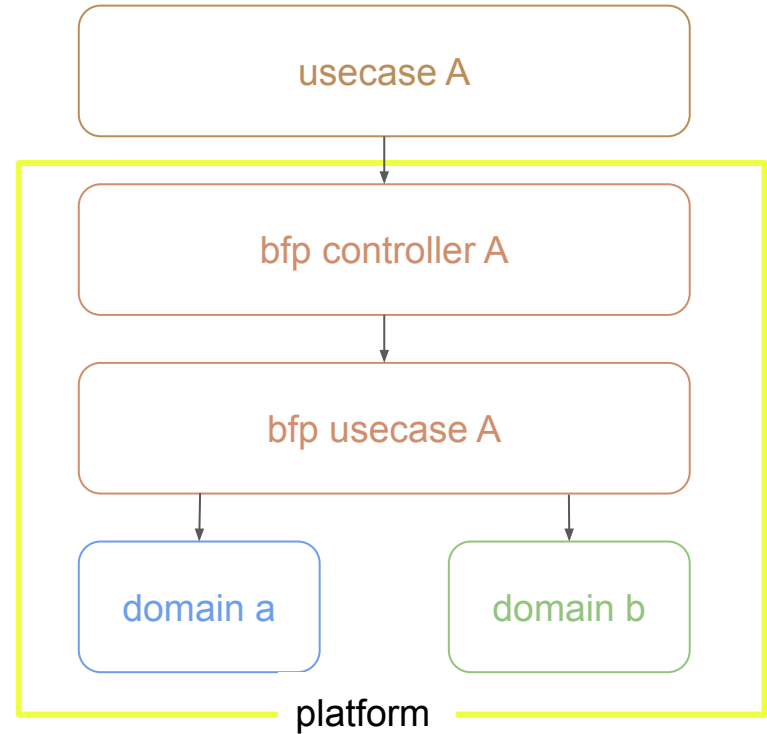 usecase A
bfp controller A
bfp usecase A
domain a
domain b
platform